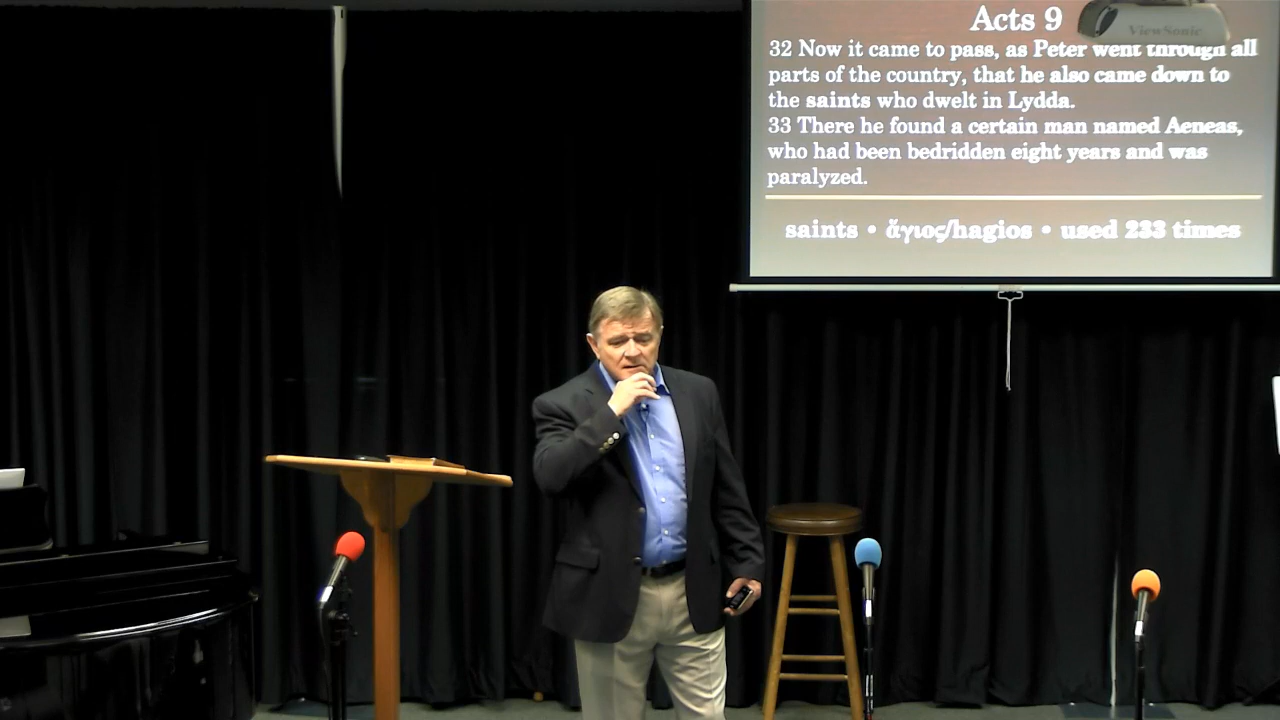 Acts 9
ViewSonic
32 Now it came to pass, as Peter went through all
parts of the country, that he also came down to
the saints who dwelt in Lydda.
33 There he found a certain man named Aeneas,
who had been bedridden eight years and was
paralyzed.
saints • ἅγιος/hagios • used 233 times